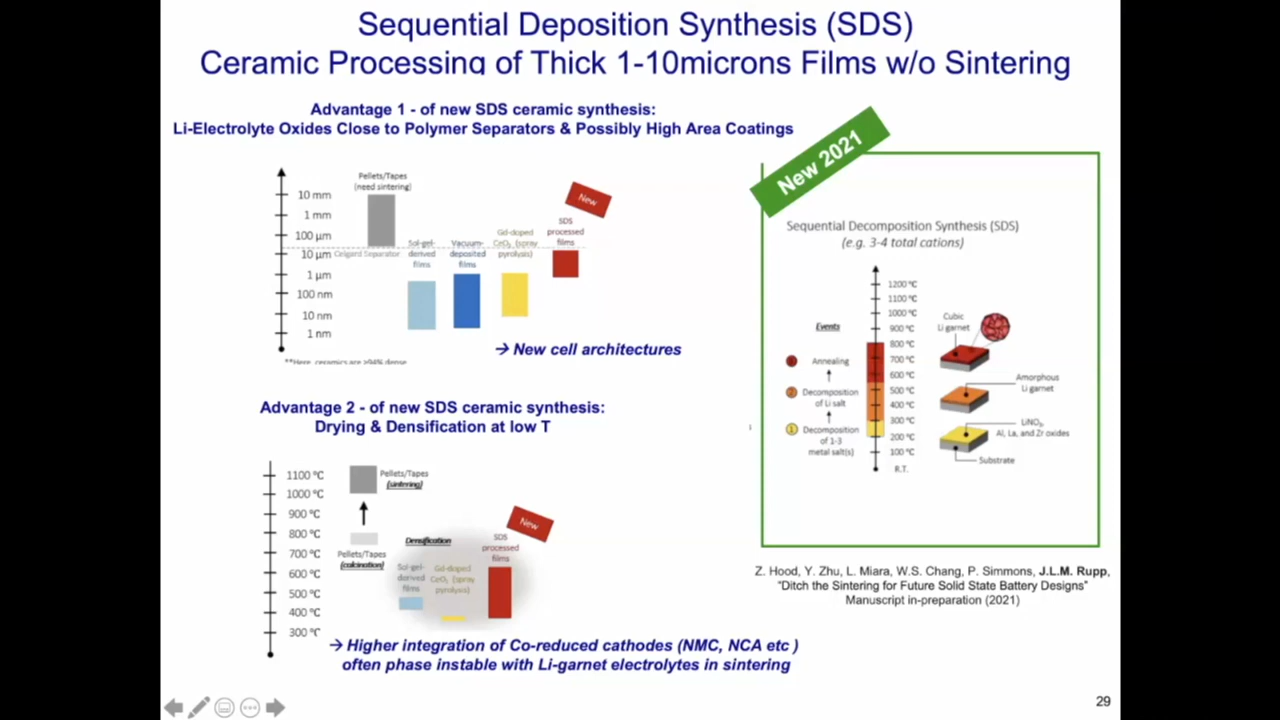 Sequential Deposition Synthesis (SDS)
Ceramic Processing of Thick 1-10microns Films w/o Sintering
Advantage 1 - of new SDS ceramic synthesis:
Li-Electrolyte Oxides Close to Polymer Separators & Possibly High Area Coatings
Pellets/Tapes
(need sintering)
10 mm
1 mm
100 µm
10 µm
1 µm
100 nm
10 nm
1 nm
Celgard Separator
Sol-gel-
derived
films
Vacuum-
deposited
films
Gd-doped
CeO₂ (spray
pyrolysis)
SDS
processed
films
New
**Here, ceramics are ≥94% dense
→ New cell architectures
Advantage 2 - of new SDS ceramic synthesis:
Drying & Densification at low T
1100 °C
1000 °C
900 °C
800 °C
700 °C
600 °C
500 °C
400 °C
300 °C
Pellets/Tapes
(sintering)
Pellets/Tapes
(calcination)
Densification
Sol-gel-
derived
films
Gd-doped
CeO₂ (spray
pyrolysis)
SDS
processed
films
New
→ Higher integration of Co-reduced cathodes (NMC, NCA etc )
often phase instable with Li-garnet electrolytes in sintering
New 2021
Sequential Decomposition Synthesis (SDS)
(e.g. 3-4 total cations)
Events
Annealing
2 Decomposition
of Li salt
1 Decomposition
of 1-3
metal salt(s)
1200 °C
1100 °C
1000 °C
900 °C
800 °C
700 °C
600 °C
500 °C
400 °C
300 °C
200 °C
100 °C
R.T.
Cubic
Li garnet
Amorphous
Li garnet
LiNO₃,
Al, La, and Zr oxides
Substrate
Z. Hood, Y. Zhu, L. Miara, W.S. Chang, P. Simmons, J.L.M. Rupp,
"Ditch the Sintering for Future Solid State Battery Designs"
Manuscript in-preparation (2021)
29